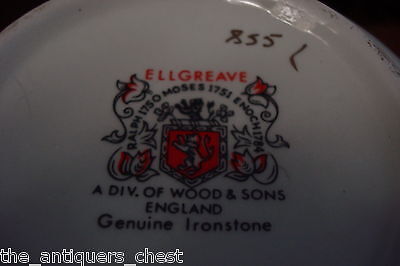 855 L
ELLGREAVE
RALPH 1750 MOSES 1751 ENOCH 1784
A DIV. OF WOOD & SONS
ENGLAND
Genuine Ironstone
the_antiquers_chest